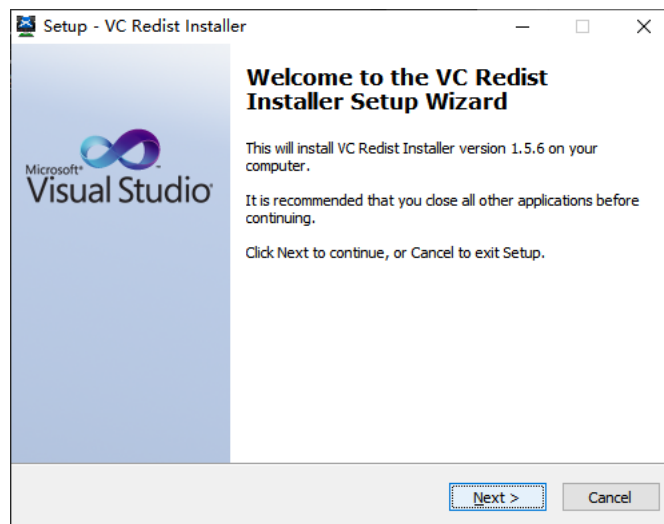 Setup - VC Redist Installer
Microsoft®
Visual Studio
Welcome to the VC Redist
Installer Setup Wizard
This will install VC Redist Installer version 1.5.6 on your
computer.
It is recommended that you close all other applications before
continuing.
Click Next to continue, or Cancel to exit Setup.
Next >
Cancel